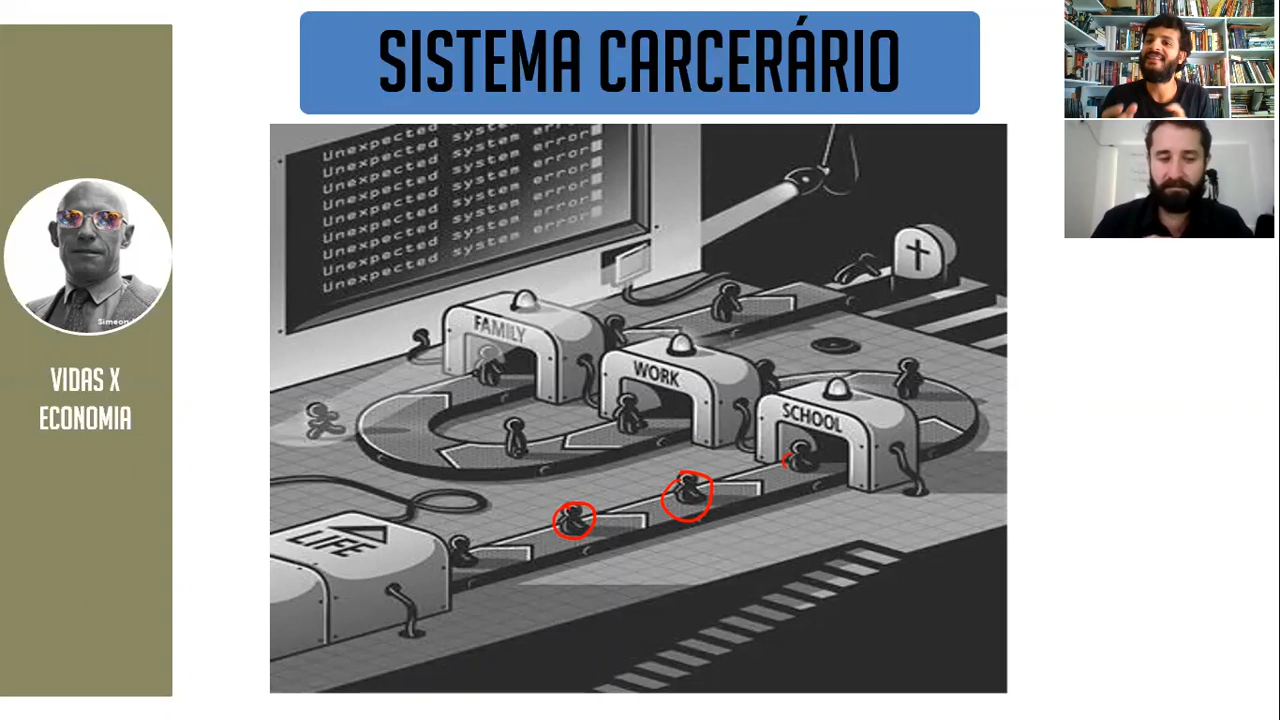 SISTEMA CARCERÁRIO
Unexpected system error
Unexpected system error
Unexpected system error
Unexpected system error
Unexpected system error
Unexpected system error
Unexpected system error
Unexpected system error
FAMILY
WORK
SCHOOL
LIFE
Simeon
VIDAS X
ECONOMIA